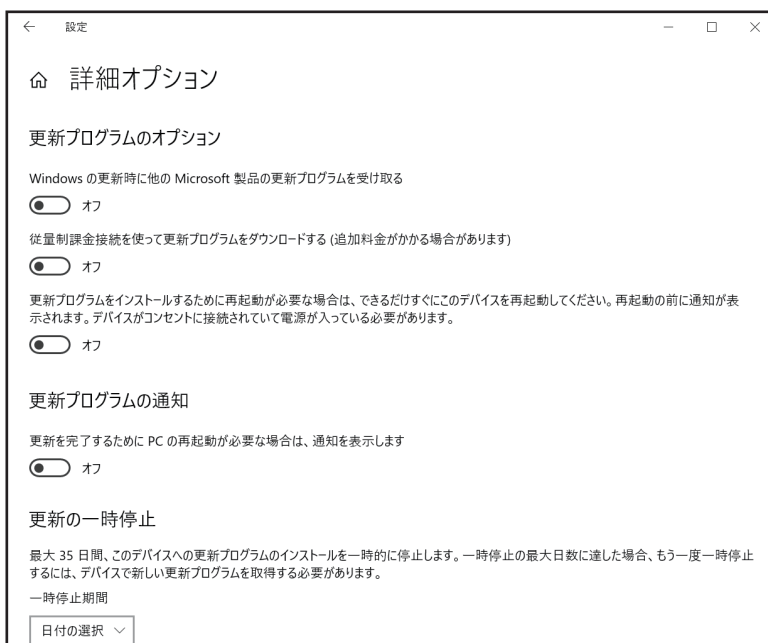 設定
詳細オプション
更新プログラムのオプション
Windows の更新時に他の Microsoft 製品の更新プログラムを受け取る
オフ
従量制課金接続を使って更新プログラムをダウンロードする (追加料金がかかる場合があります)
オフ
更新プログラムをインストールするために再起動が必要な場合は、できるだけすぐにこのデバイスを再起動してください。再起動の前に通知が表
示されます。デバイスがコンセントに接続されていて電源が入っている必要があります。
オフ
更新プログラムの通知
更新を完了するために PC の再起動が必要な場合は、通知を表示します
オフ
更新の一時停止
最大 35 日間、このデバイスへの更新プログラムのインストールを一時的に停止します。一時停止の最大日数に達した場合、もう一度一時停止
するには、デバイスで新しい更新プログラムを取得する必要があります。
一時停止期間
日付の選択